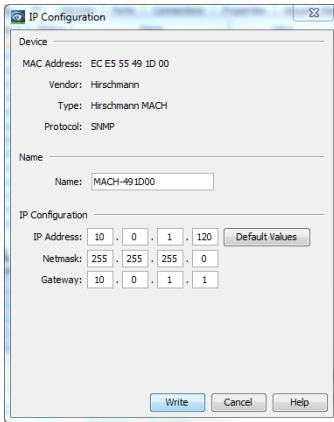 IP Configuration
Device
MAC Address: EC E5 55 49 1D 00
Vendor: Hirschmann
Type: Hirschmann MACH
Protocol: SNMP
Name
Name: MACH-491D00
IP Configuration
IP Address: 10 . 0 . 1 . 120 Default Values
Netmask: 255 . 255 . 255 . 0
Gateway: 10 . 0 . 1 . 1
Write Cancel Help